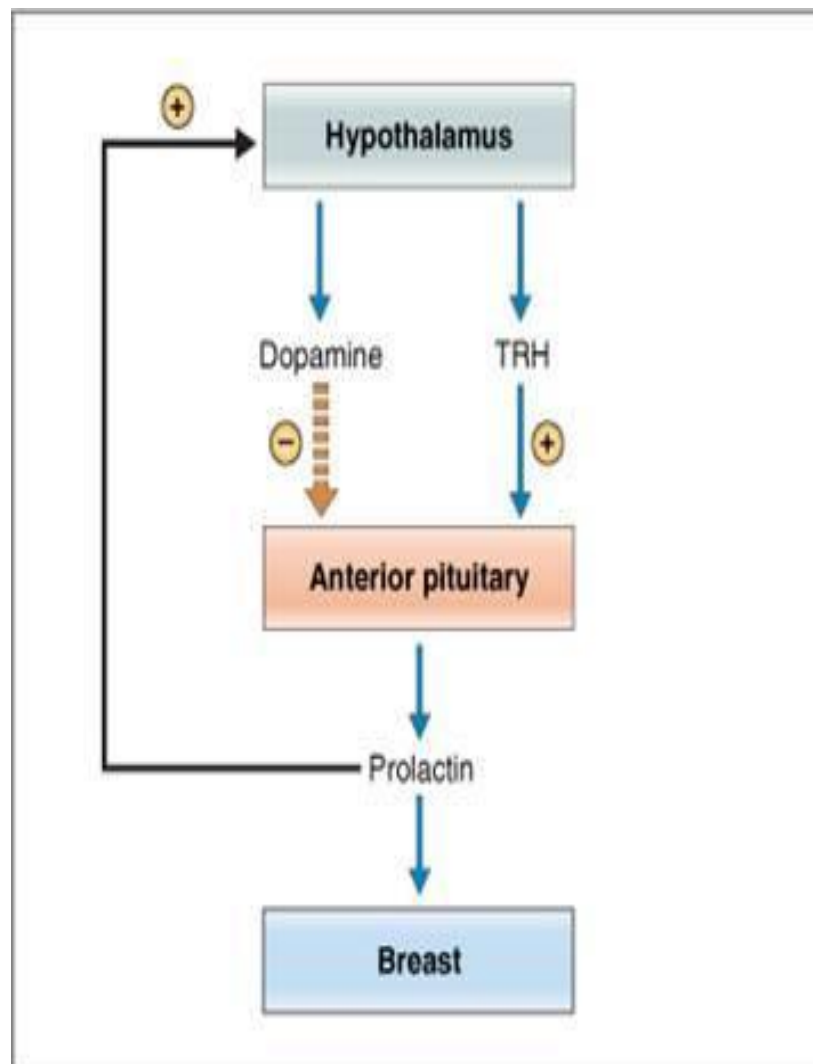 +
Hypothalamus
Dopamine TRH
− +
Anterior pituitary
Prolactin
Breast